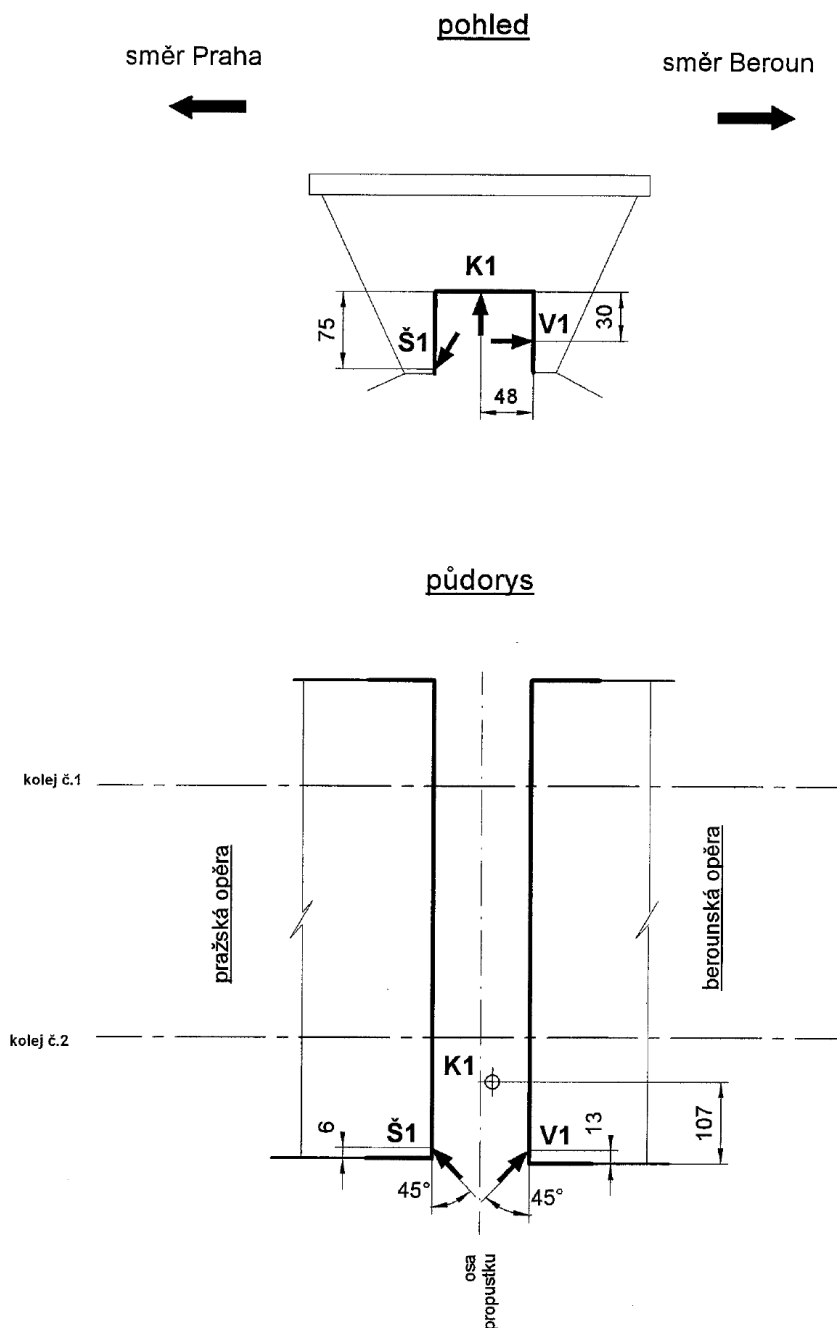 pohled
směr Praha
směr Beroun
K1
75
Š1
V1
30
48
půdorys
kolej č.1
pražská opěra
berounská opěra
kolej č.2
K1
6
Š1
V1
13
107
45°
45°
osa
propustku